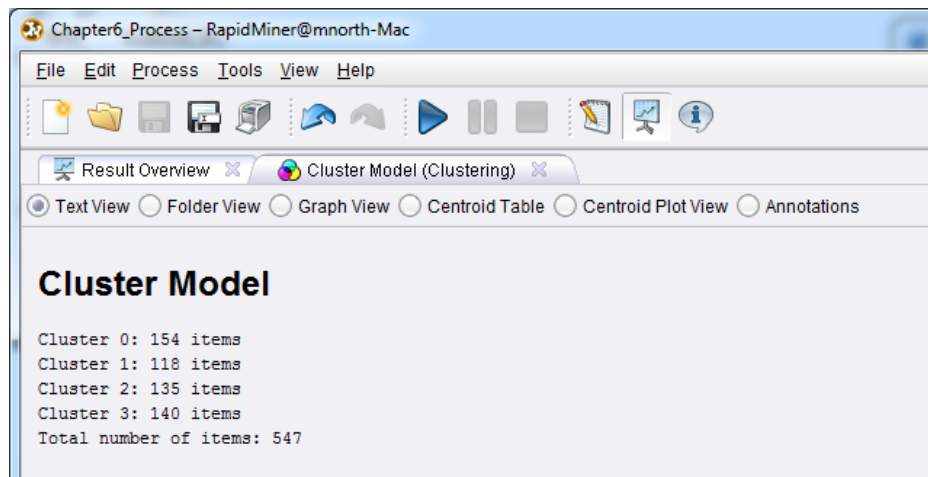 Chapter6_Process – RapidMiner@mnorth-Mac
File Edit Process Tools View Help
Result Overview Cluster Model (Clustering)
Text View Folder View Graph View Centroid Table Centroid Plot View Annotations
Cluster Model
Cluster 0: 154 items
Cluster 1: 118 items
Cluster 2: 135 items
Cluster 3: 140 items
Total number of items: 547